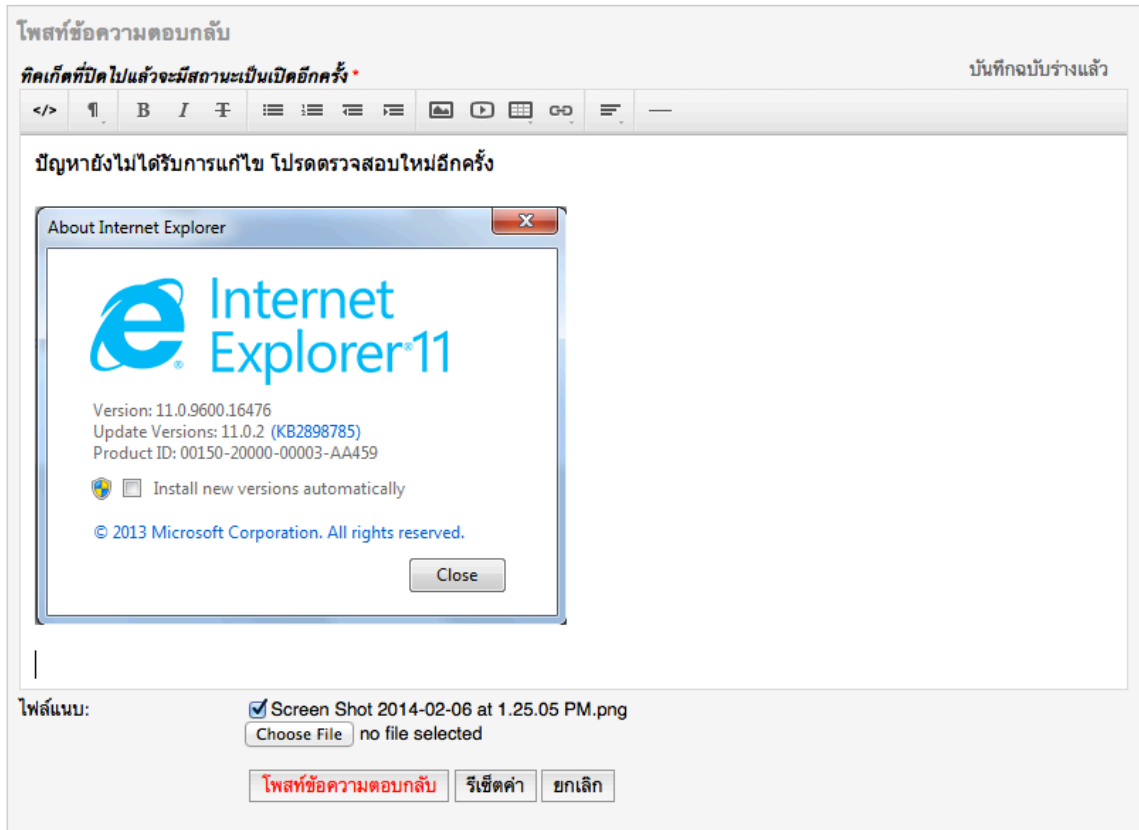 โพสท์ข้อความตอบกลับ
ทิคเก็ตที่ปิดไปแล้วจะมีสถานะเป็นเปิดอีกครั้ง *
บันทึกฉบับร่างแล้ว
</> ¶ B I T
ปัญหายังไม่ได้รับการแก้ไข โปรดตรวจสอบใหม่อีกครั้ง
About Internet Explorer
Internet
Explorer®11
Version: 11.0.9600.16476
Update Versions: 11.0.2 (KB2898785)
Product ID: 00150-20000-00003-AA459
Install new versions automatically
© 2013 Microsoft Corporation. All rights reserved.
Close
ไฟล์แนบ:
Screen Shot 2014-02-06 at 1.25.05 PM.png
Choose File no file selected
โพสท์ข้อความตอบกลับ รีเซ็ตค่า ยกเลิก